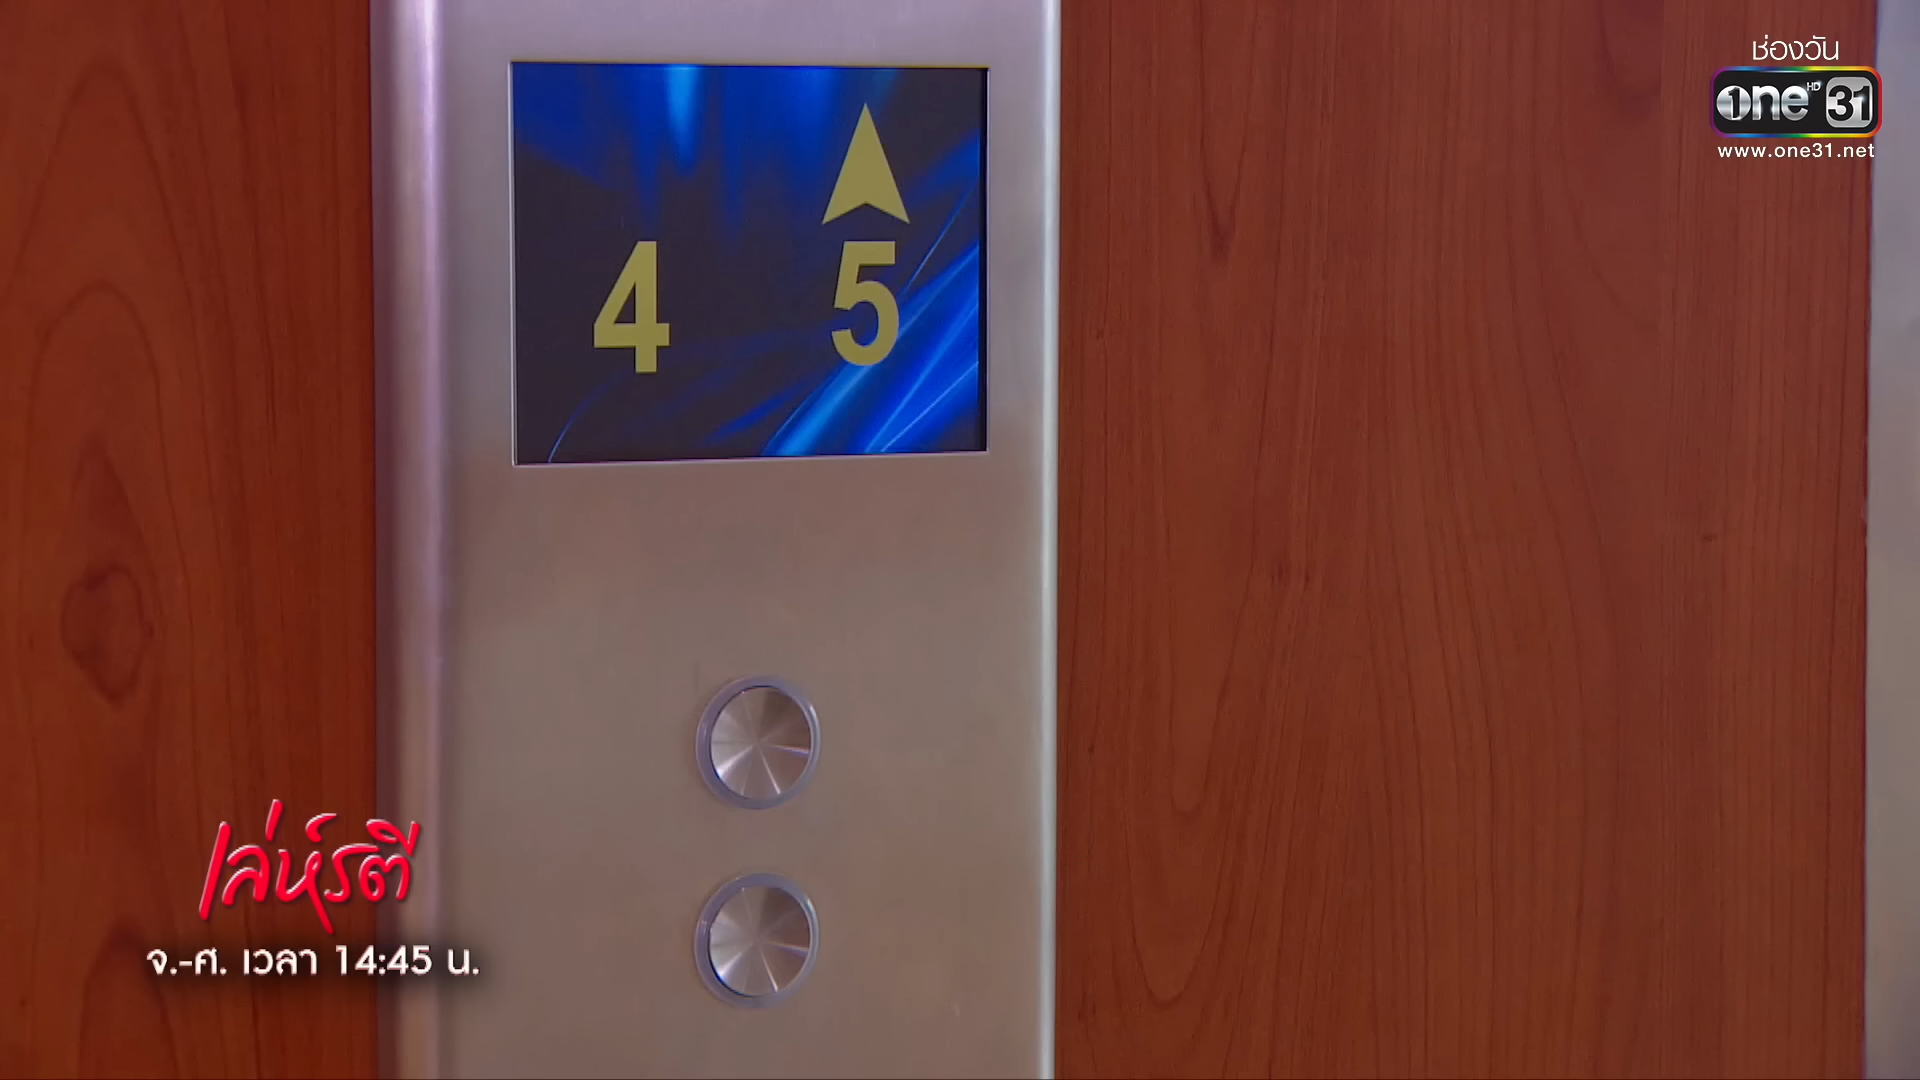 ช่องวัน
one HD 31
www.one31.net
4 5
เล่ห์รตี
จ.-ศ. เวลา 14:45 น.